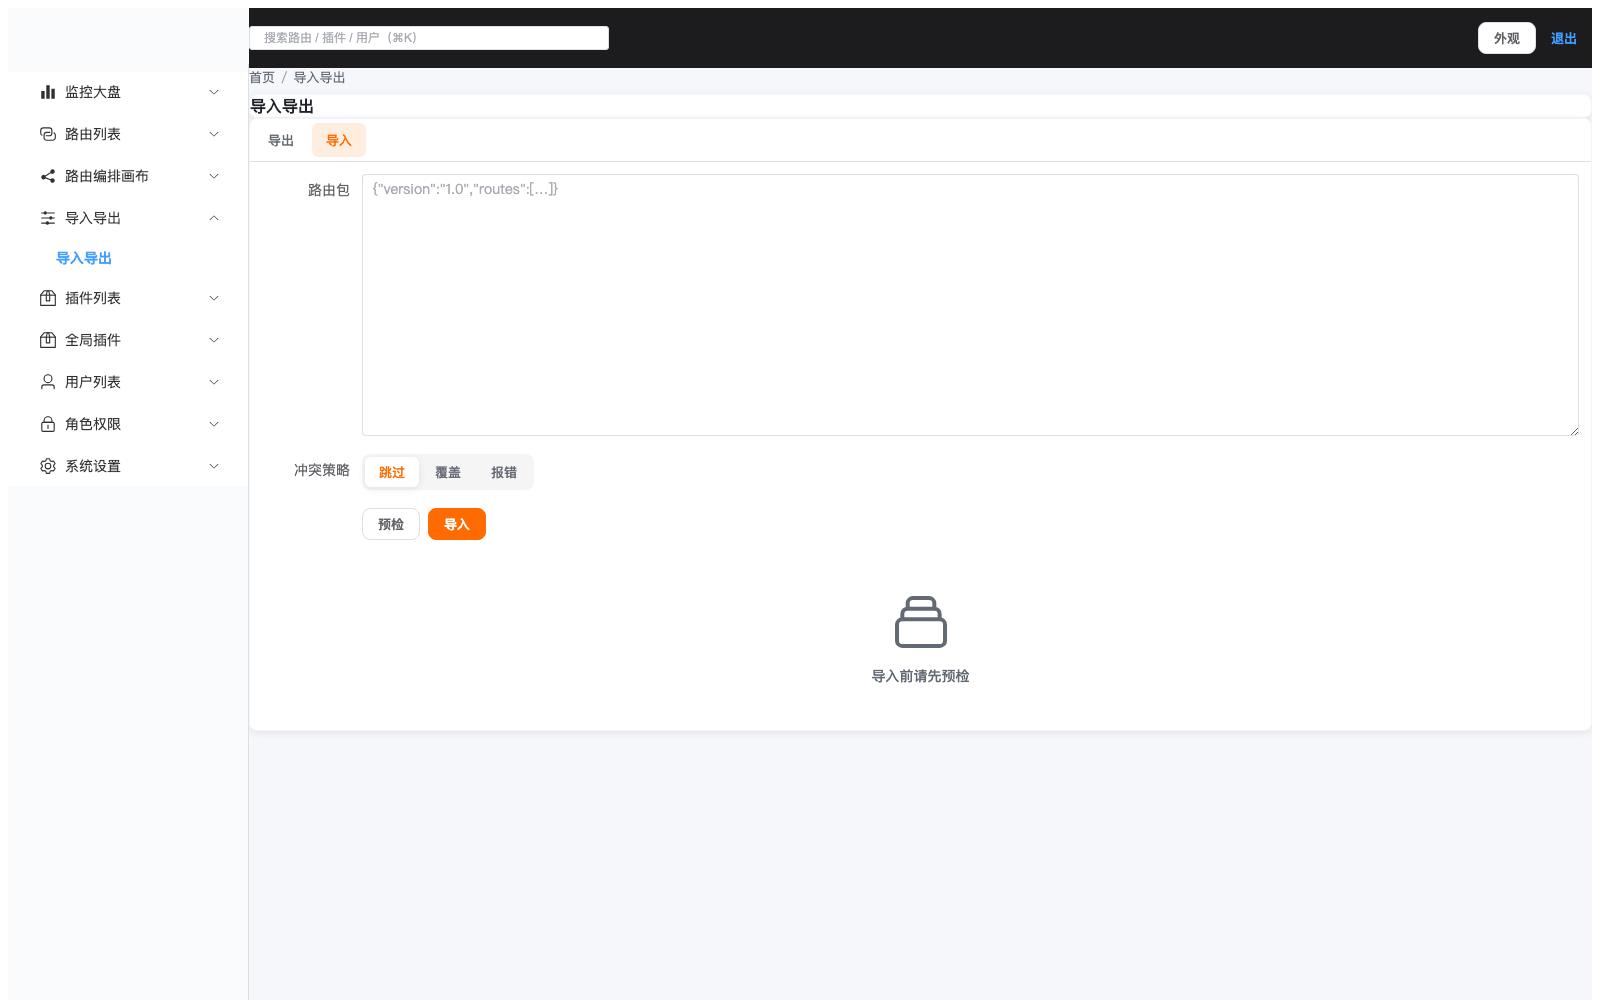 搜索路由 / 插件 / 用户（⌘K）
外观
退出
监控大盘
路由列表
路由编排画布
导入导出
导入导出
插件列表
全局插件
用户列表
角色权限
系统设置
首页 / 导入导出
导入导出
导出
导入
路由包
{"version":"1.0","routes":[...]}
冲突策略
跳过
覆盖
报错
预检
导入
导入前请先预检